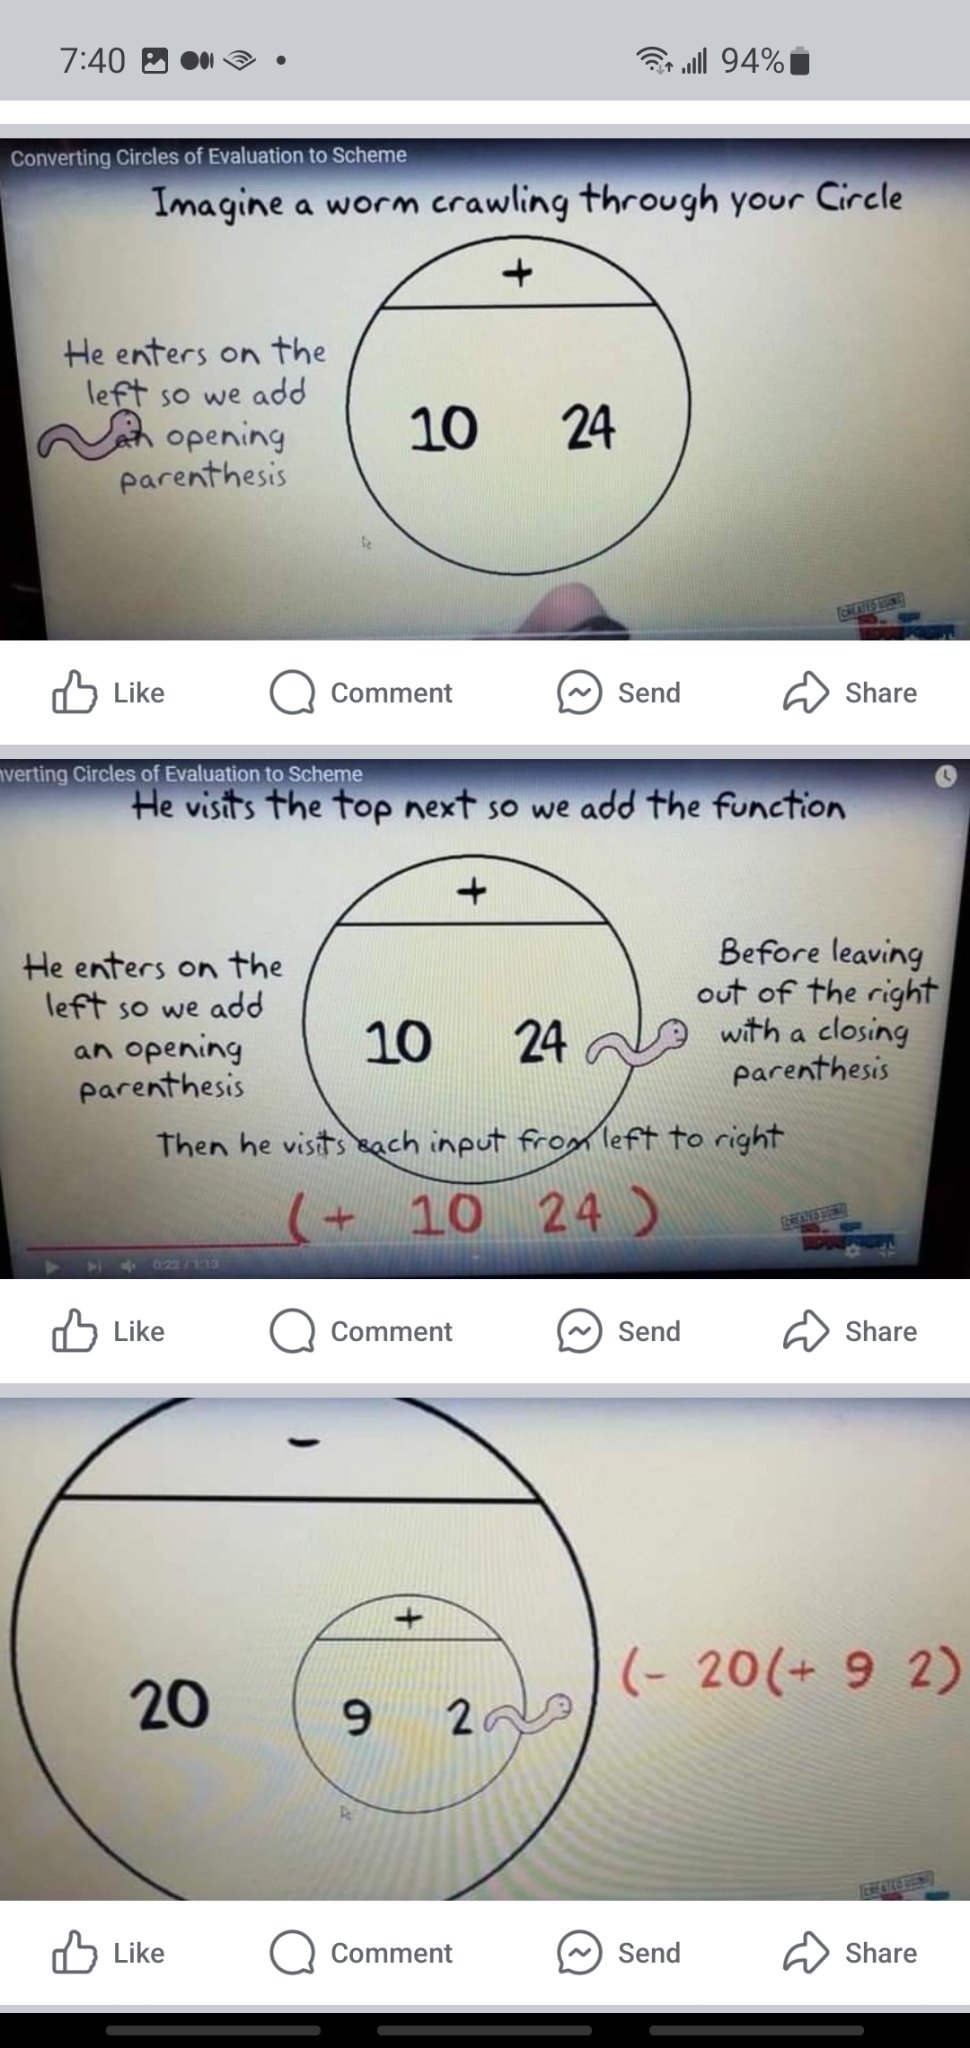 7:40
94%
Converting Circles of Evaluation to Scheme
Imagine a worm crawling through your Circle
+
He enters on the
left so we add
an opening
parenthesis
10 24
CREATED USING
Like Comment Send Share
nverting Circles of Evaluation to Scheme
He visits the top next so we add the function
+
He enters on the
left so we add
an opening
parenthesis
10 24
Before leaving
out of the right
with a closing
parenthesis
Then he visits each input from left to right
(+ 10 24 )
CREATED USING
0:22 / 1:13
Like Comment Send Share
-
+
20 9 2
(- 20(+ 9 2)
CREATED USING
Like Comment Send Share